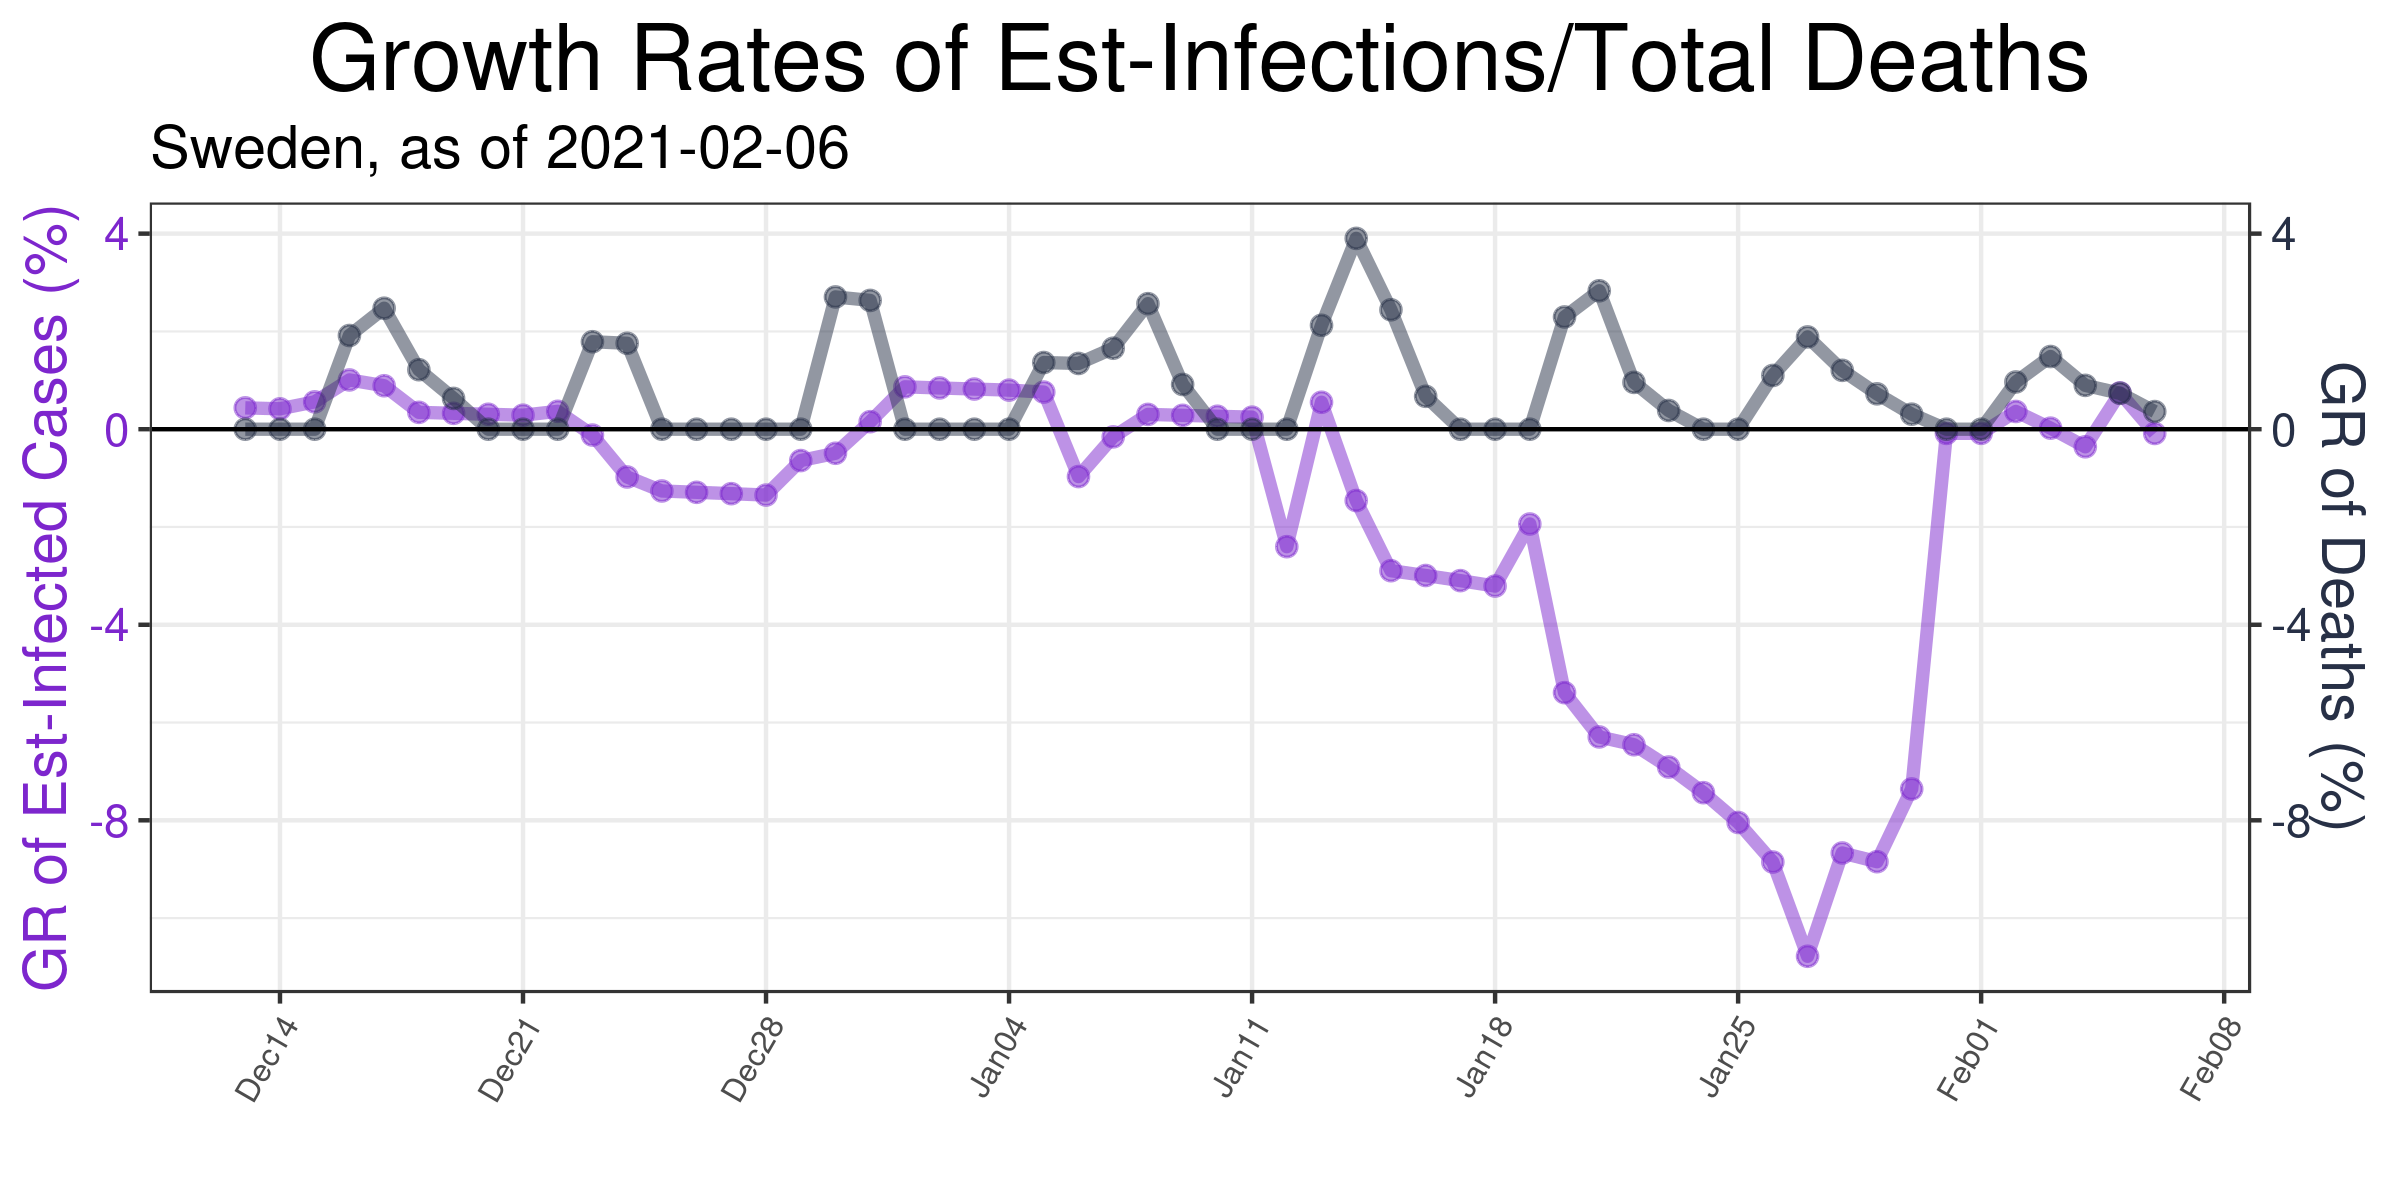 Growth Rates of Est-Infections/Total Deaths
Sweden, as of 2021-02-06
GR of Est-Infected Cases (%)
4
0
-4
-8
4
0
-4
-8
GR of Deaths (%)
Dec14
Dec21
Dec28
Jan04
Jan11
Jan18
Jan25
Feb01
Feb08